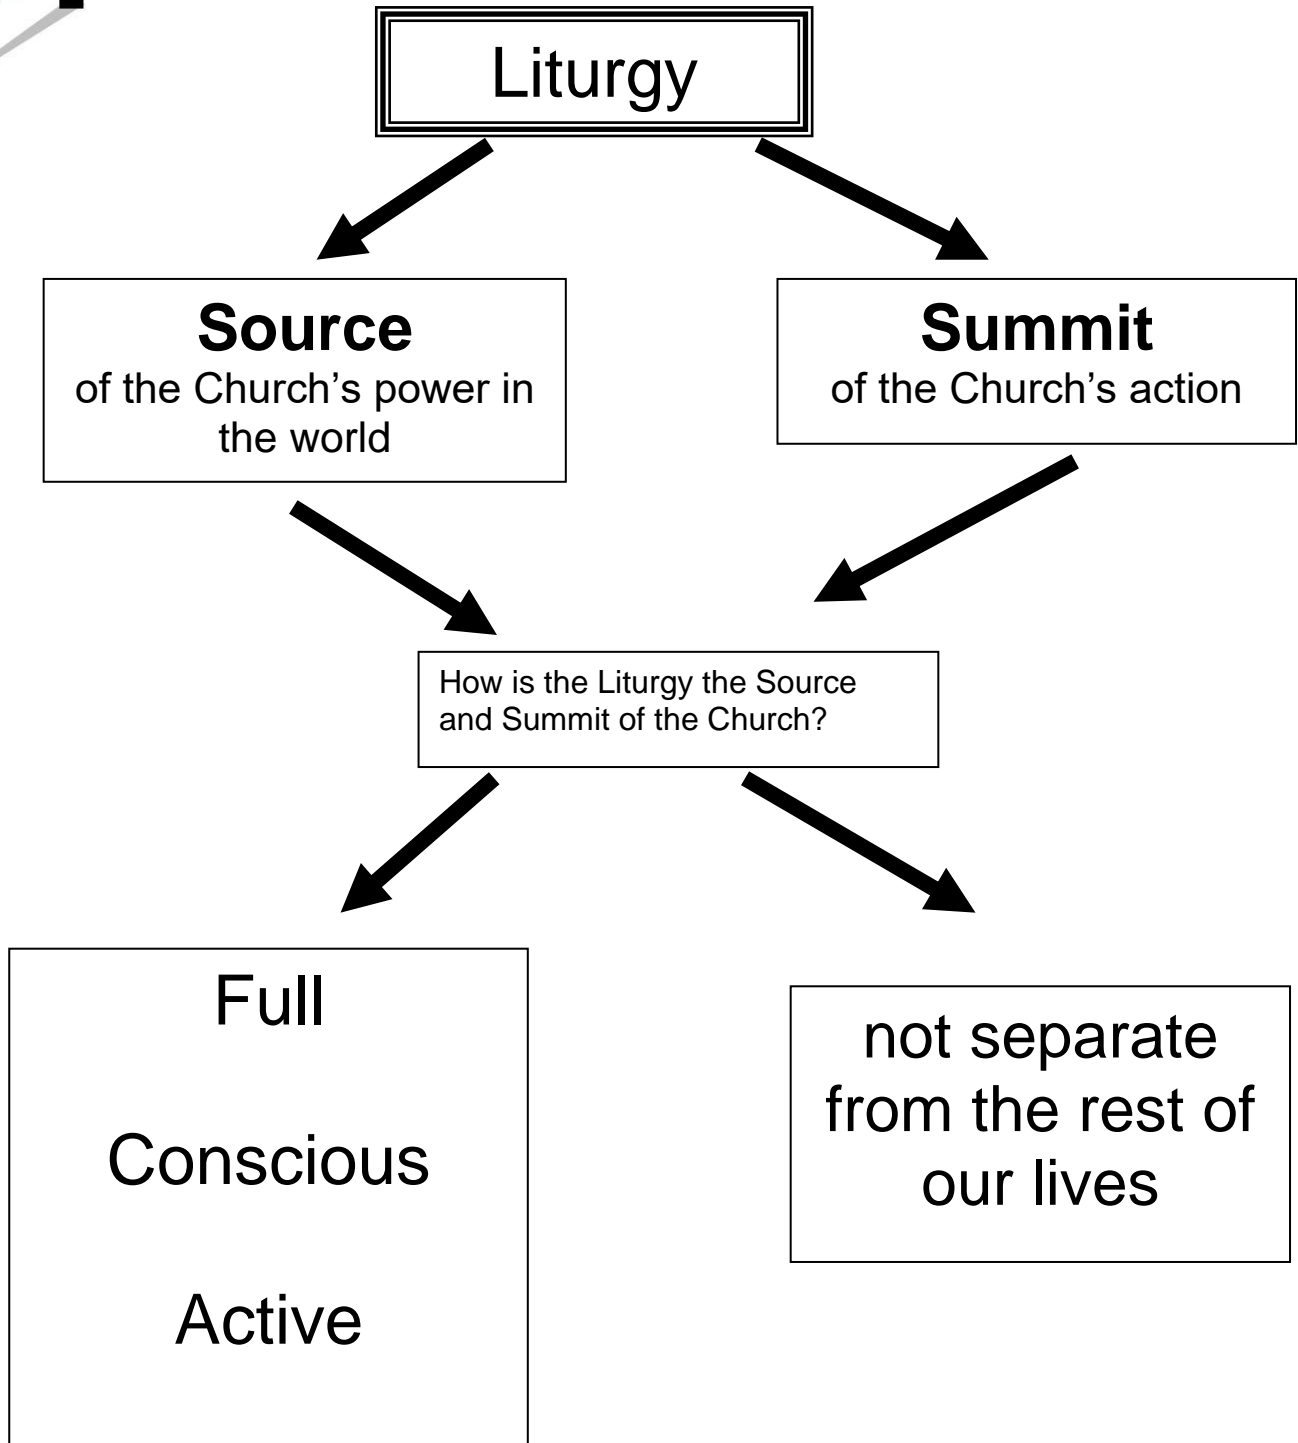 Liturgy
Source
of the Church’s power in
the world
Summit
of the Church’s action
How is the Liturgy the Source
and Summit of the Church?
Full
Conscious
Active
not separate
from the rest of
our lives